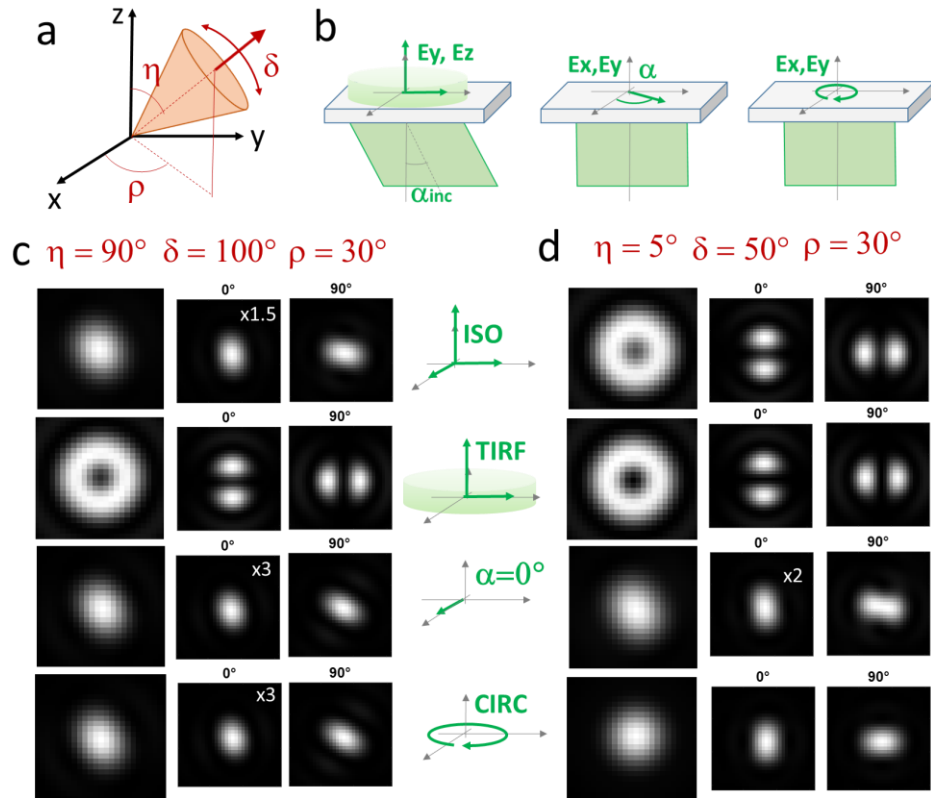 a
z
η
δ
y
x
ρ
b
Ey, Ez
αinc
Ex,Ey
α
Ex,Ey
c
η = 90° δ = 100° ρ = 30°
0°
x1.5
90°
ISO
0°
90°
TIRF
0°
x3
90°
α=0°
0°
x3
90°
CIRC
d
η = 5° δ = 50° ρ = 30°
0°
90°
0°
90°
0°
x2
90°
0°
90°